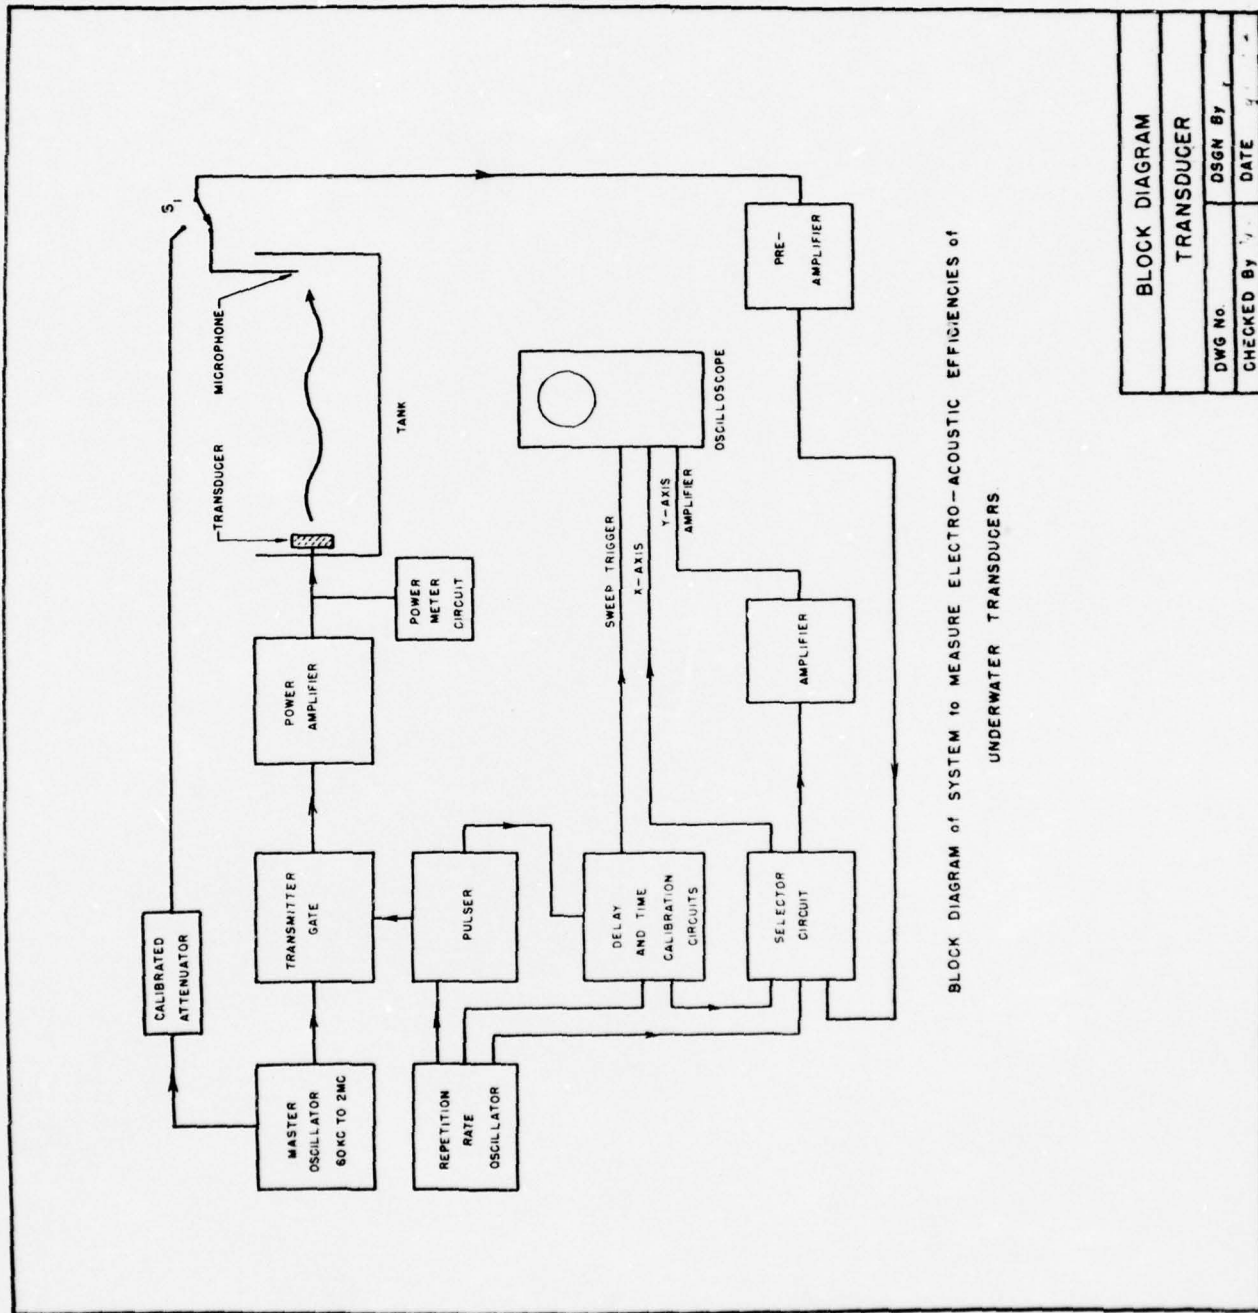 S1
CALIBRATED
ATTENUATOR
TRANSDUCER
MICROPHONE
TANK
MASTER
OSCILLATOR
60KC TO 2MC
TRANSMITTER
GATE
POWER
AMPLIFIER
POWER
METER
CIRCUIT
REPETITION
RATE
OSCILLATOR
PULSER
DELAY
AND TIME
CALIBRATION
CIRCUITS
SWEEP TRIGGER
X-AXIS
Y-AXIS
AMPLIFIER
OSCILLOSCOPE
SELECTOR
CIRCUIT
AMPLIFIER
PRE-
AMPLIFIER
BLOCK DIAGRAM of SYSTEM to MEASURE ELECTRO-ACOUSTIC EFFICIENCIES of
UNDERWATER TRANSDUCERS
BLOCK DIAGRAM
TRANSDUCER
DWG No. DSGN By
CHECKED By DATE